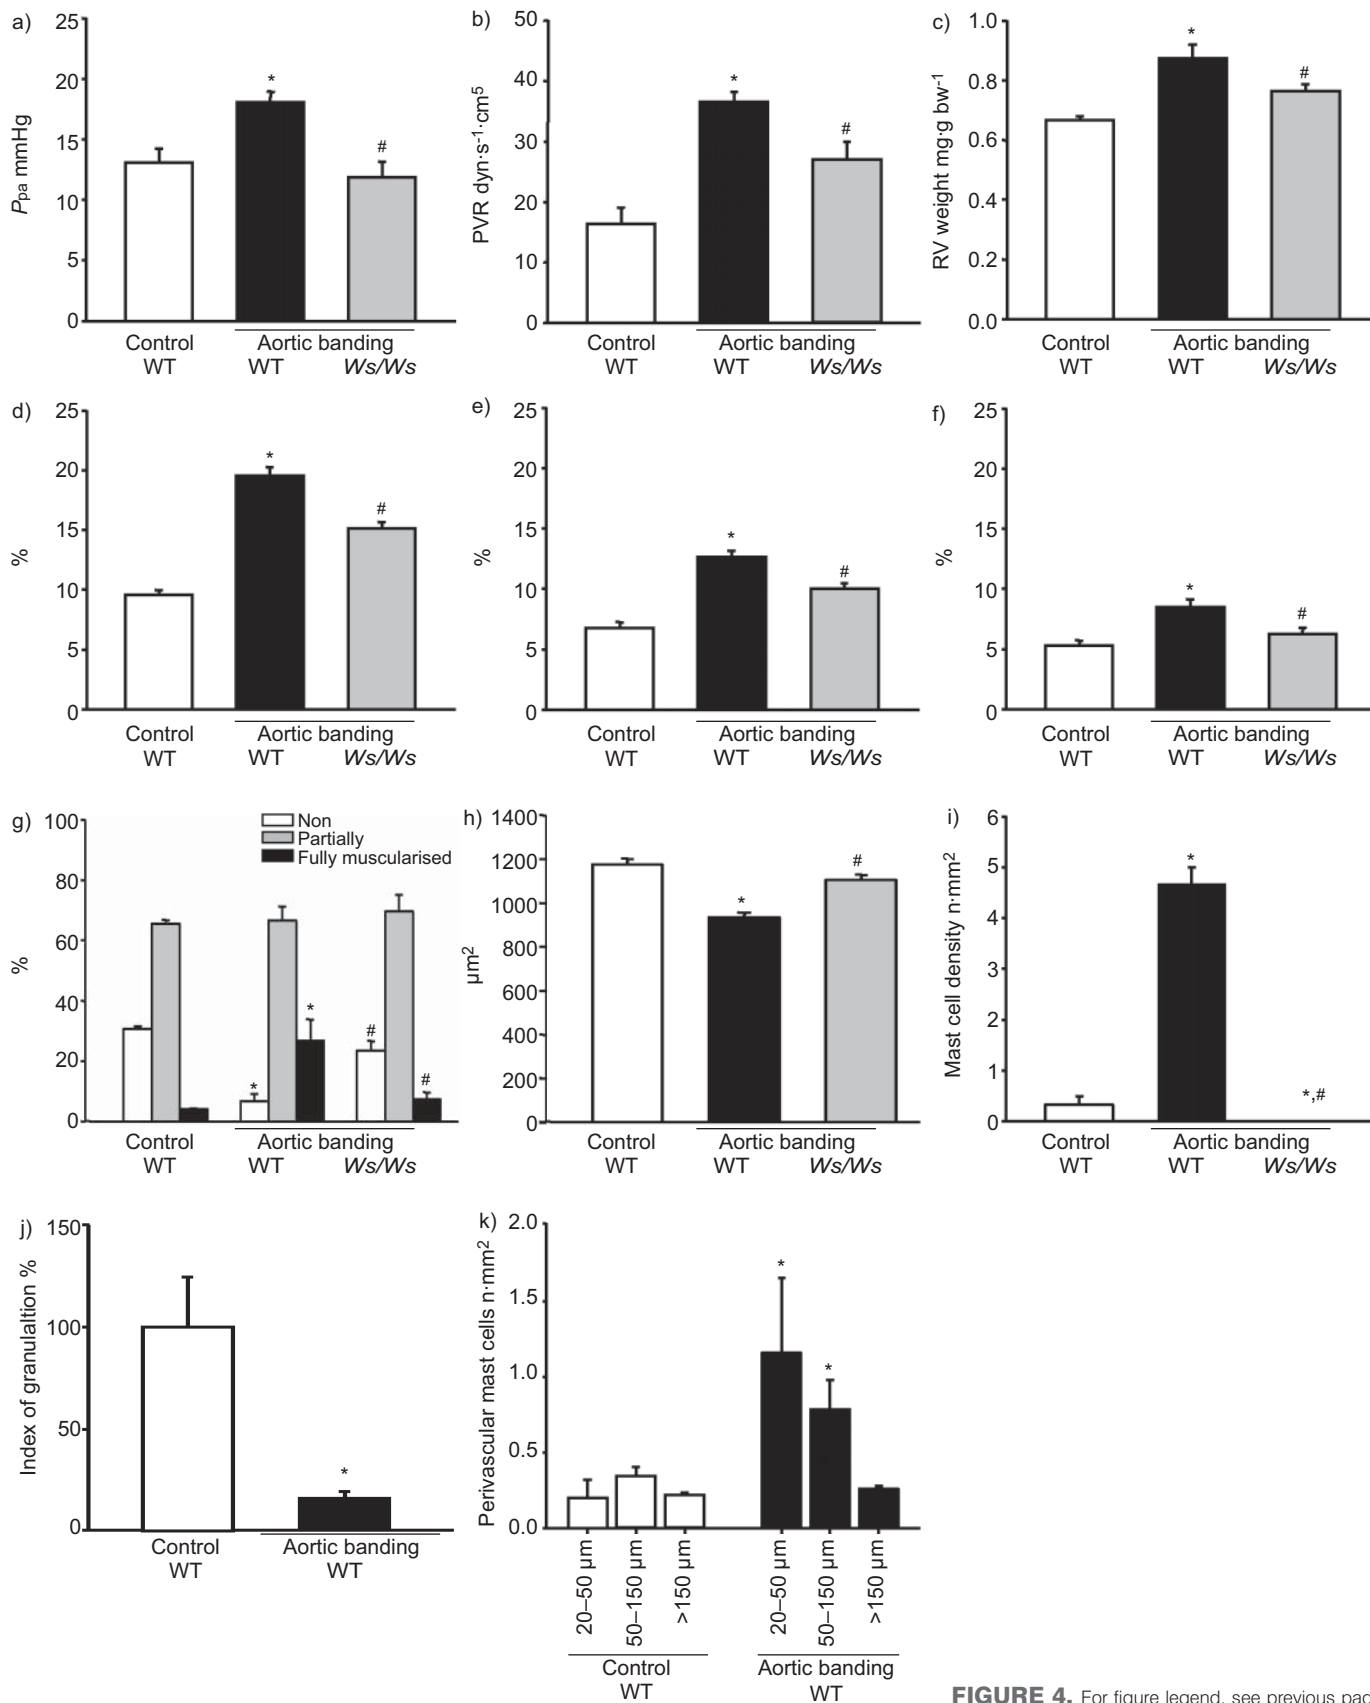 a)
25
20
15
10
5
0
Ppa mmHg
*
#
Control
WT
Aortic banding
WT
Ws/Ws
b)
50
40
30
20
10
0
PVR dyn·s-1·cm5
*
#
Control
WT
Aortic banding
WT
Ws/Ws
c)
1.0
0.8
0.6
0.4
0.2
0.0
RV weight mg·g bw-1
*
#
Control
WT
Aortic banding
WT
Ws/Ws
d)
25
20
15
10
5
0
%
*
#
Control
WT
Aortic banding
WT
Ws/Ws
e)
25
20
15
10
5
0
%
*
#
Control
WT
Aortic banding
WT
Ws/Ws
f)
25
20
15
10
5
0
%
*
#
Control
WT
Aortic banding
WT
Ws/Ws
g)
100
80
60
40
20
0
%
Non
Partially
Fully muscularised
*
*
#
#
Control
WT
Aortic banding
WT
Ws/Ws
h)
1400
1200
1000
800
600
400
200
0
µm2
*
#
Control
WT
Aortic banding
WT
Ws/Ws
i)
6
5
4
3
2
1
0
Mast cell density n·mm2
*
*,#
Control
WT
Aortic banding
WT
Ws/Ws
j)
150
100
50
0
Index of granulaltion %
*
Control
WT
Aortic banding
WT
k)
2.0
1.5
1.0
0.5
0.0
Perivascular mast cells n·mm2
*
*
20–50 µm
50–150 µm
>150 µm
20–50 µm
50–150 µm
>150 µm
Control
WT
Aortic banding
WT
FIGURE 4. For figure legend, see previous pag